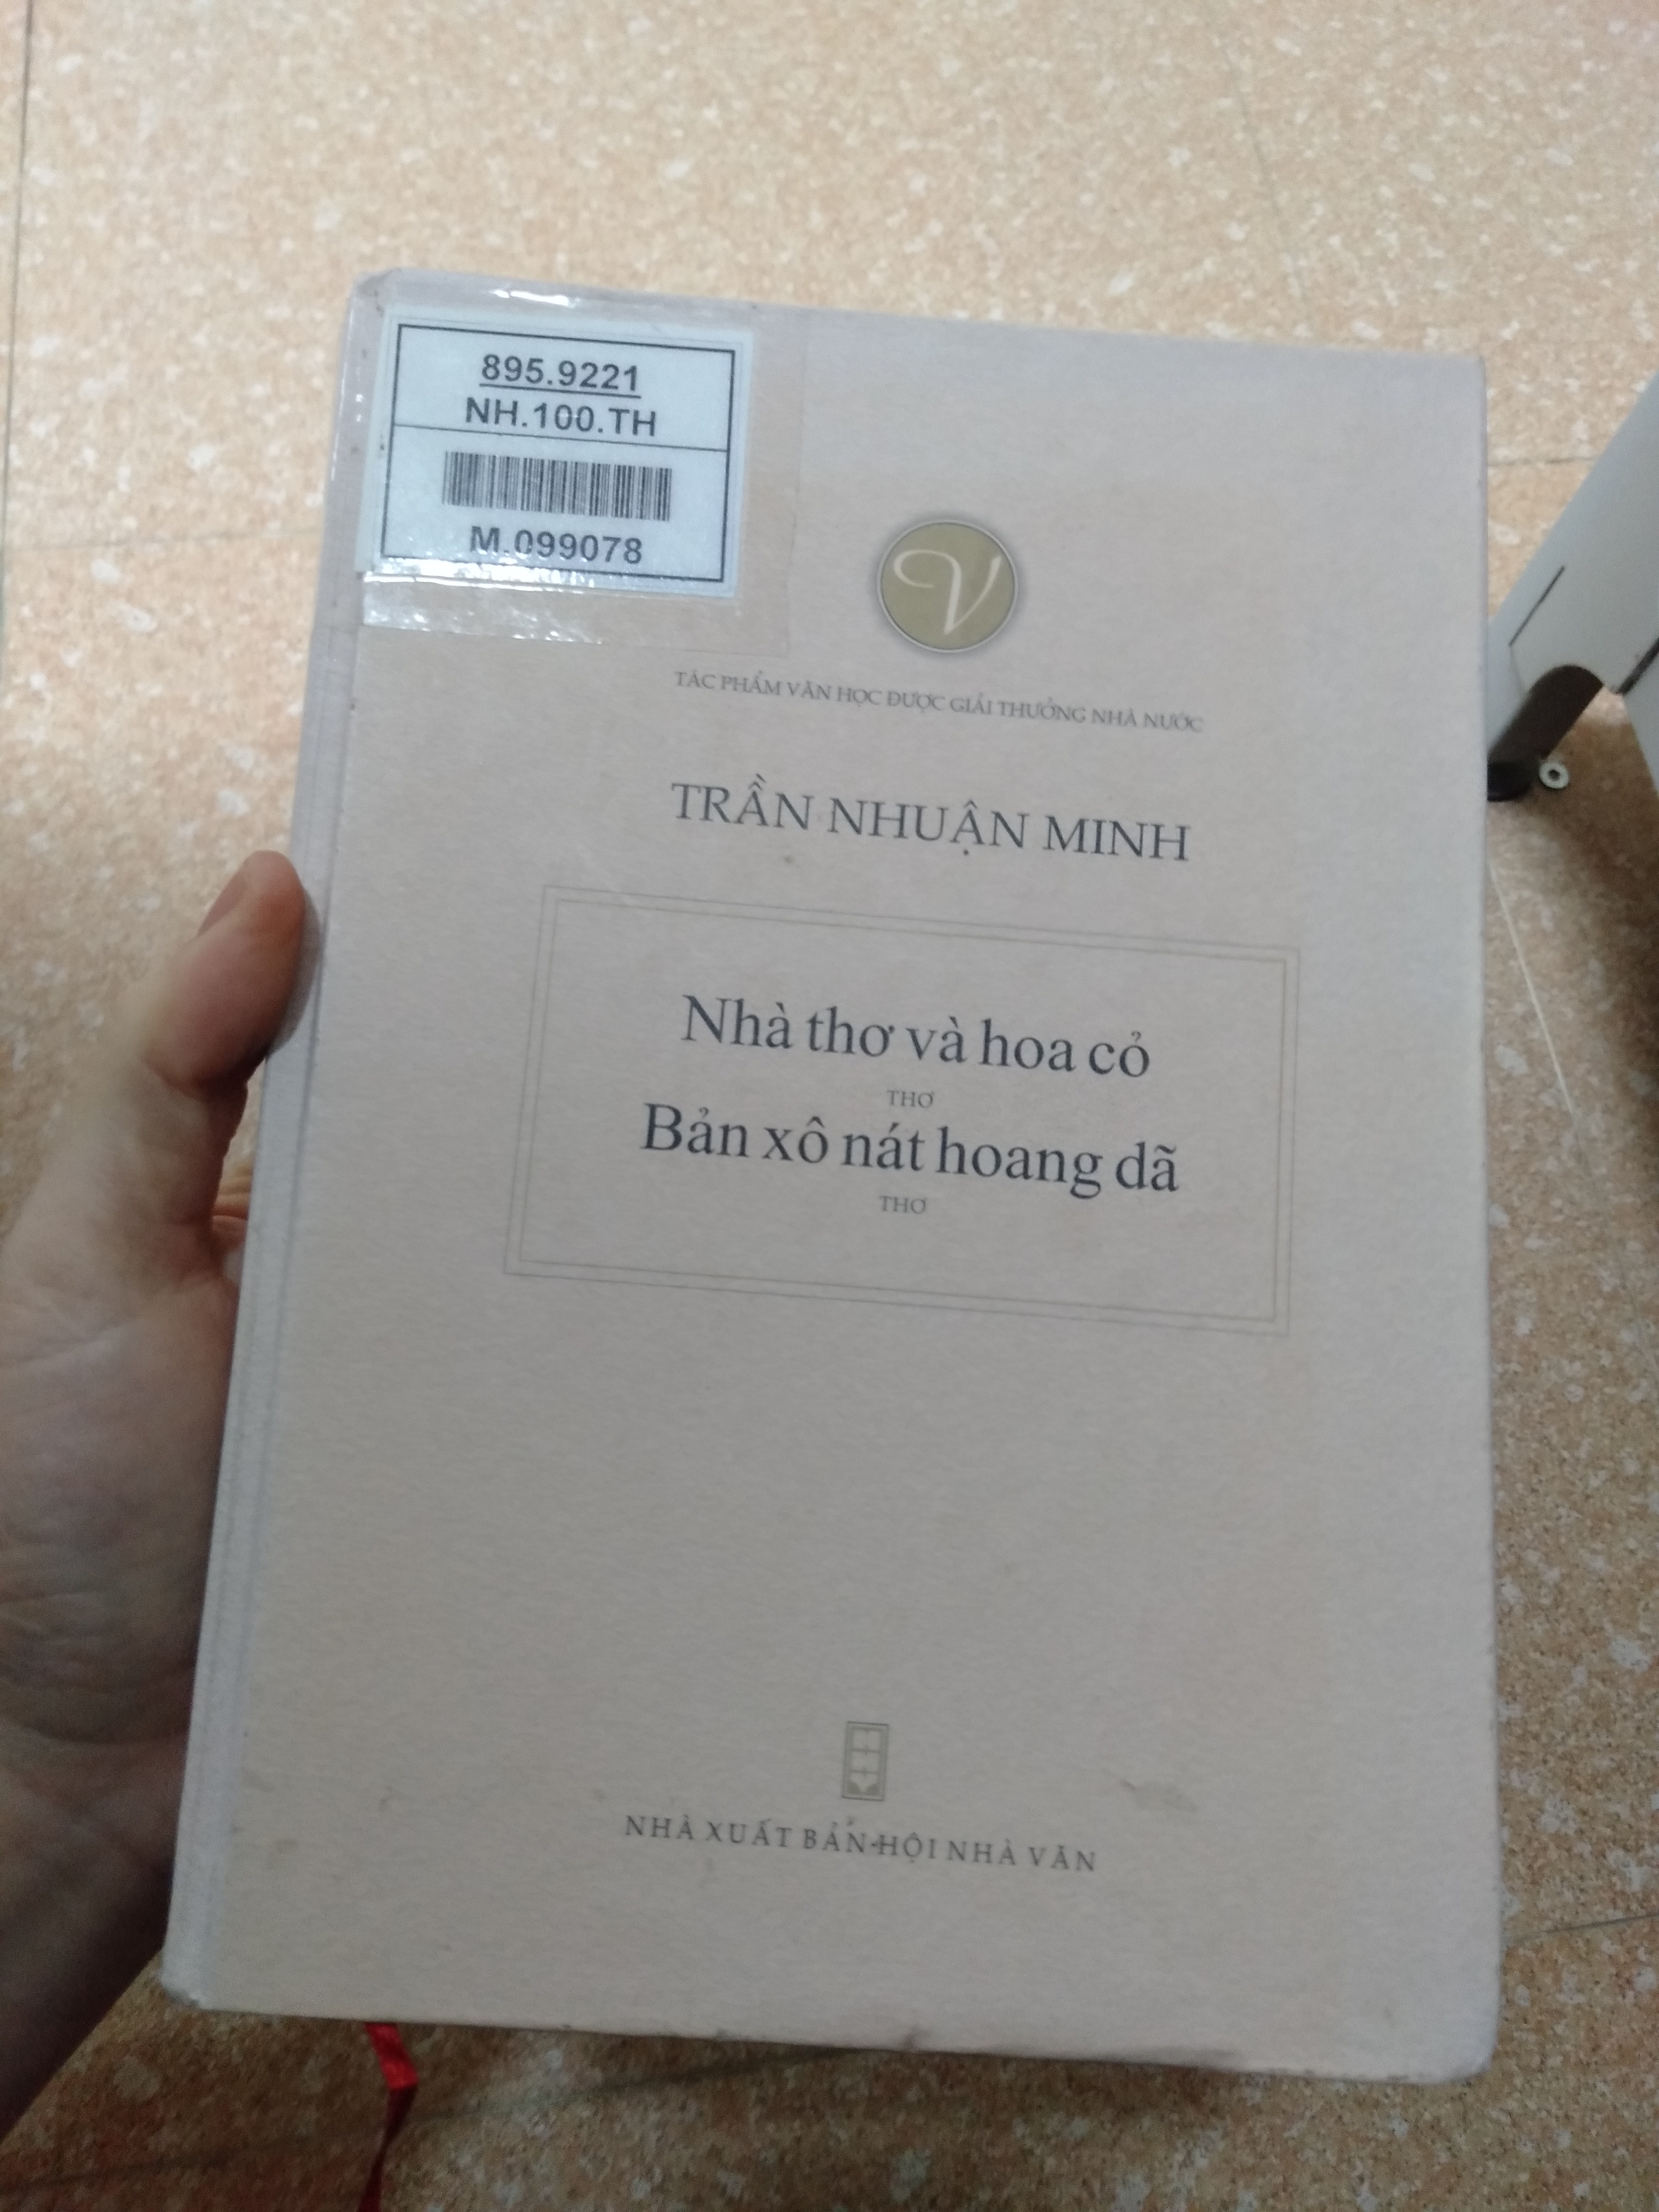 895.9221
NH.100.TH
M.099078
V
TÁC PHẨM VĂN HỌC ĐƯỢC GIẢI THƯỞNG NHÀ NƯỚC
TRẦN NHUẬN MINH
Nhà thơ và hoa cỏ
THƠ
Bản xô nát hoang dã
THƠ
NHÀ XUẤT BẢN HỘI NHÀ VĂN